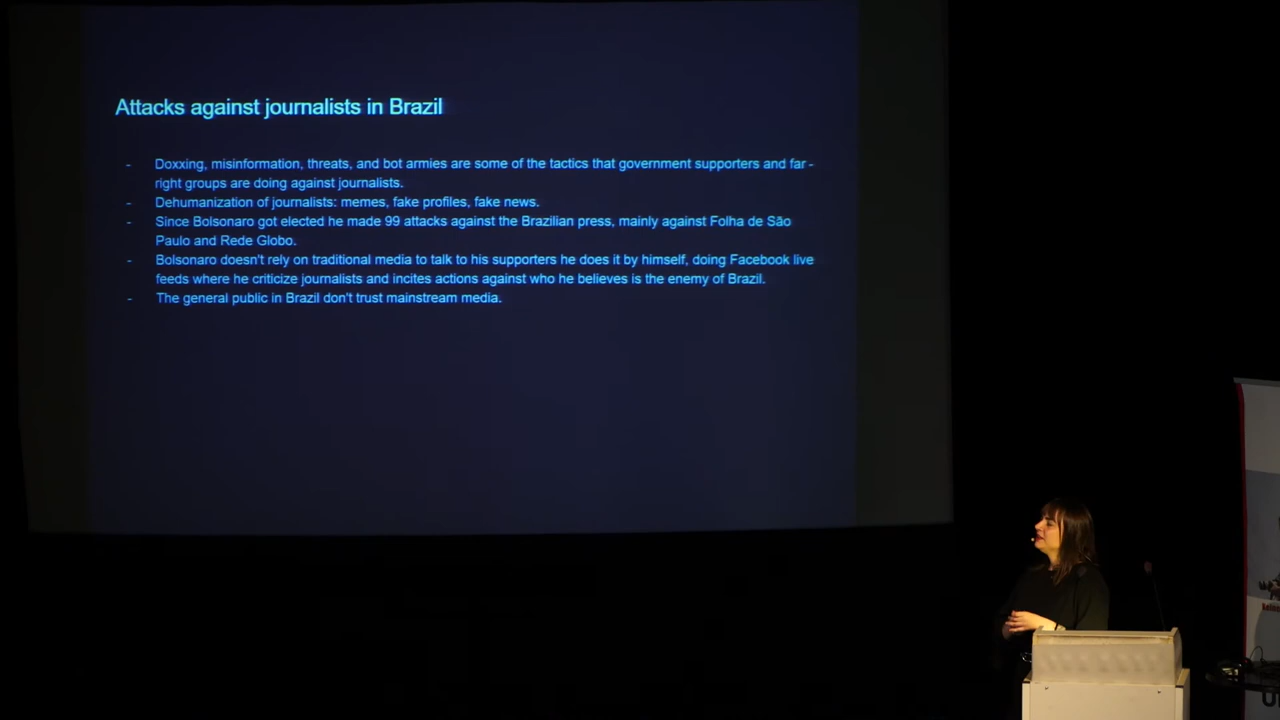 Attacks against journalists in Brazil
- Doxxing, misinformation, threats, and bot armies are some of the tactics that government supporters and far -
right groups are doing against journalists.
- Dehumanization of journalists: memes, fake profiles, fake news.
- Since Bolsonaro got elected he made 99 attacks against the Brazilian press, mainly against Folha de São
Paulo and Rede Globo.
- Bolsonaro doesn't rely on traditional media to talk to his supporters he does it by himself, doing Facebook live
feeds where he criticize journalists and incites actions against who he believes is the enemy of Brazil.
- The general public in Brazil don't trust mainstream media.